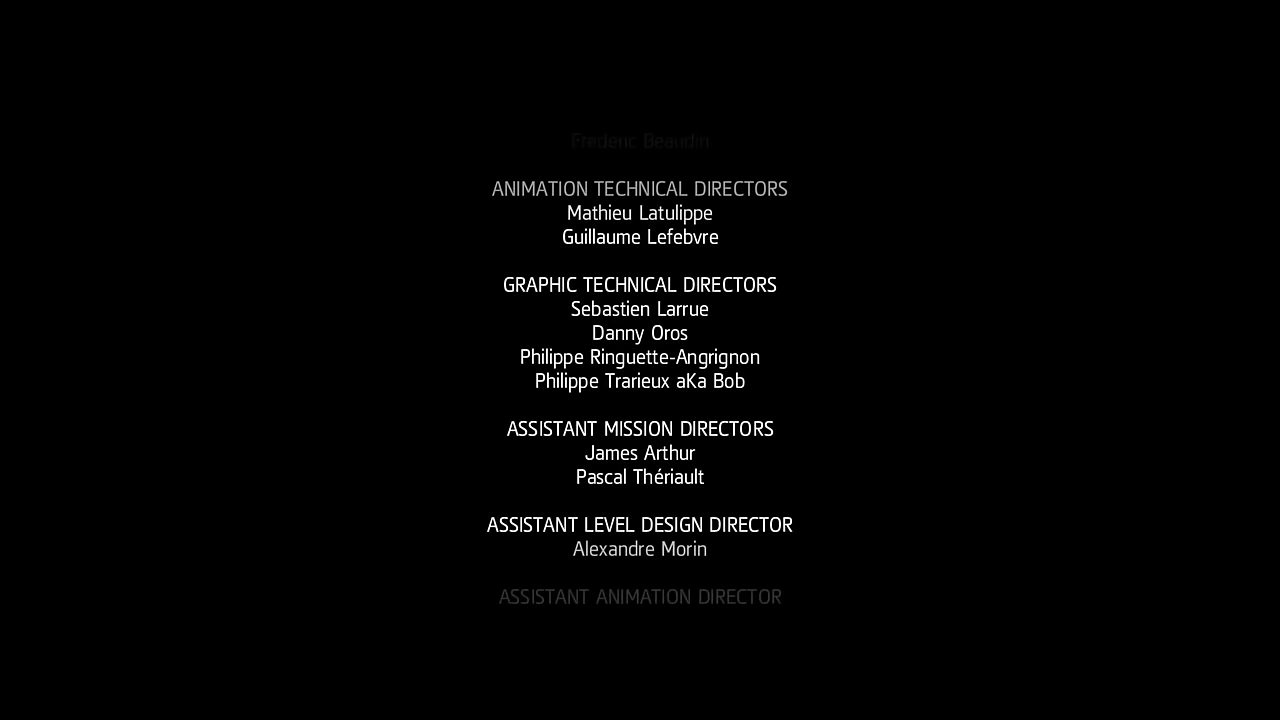 Frederic Beaudin
ANIMATION TECHNICAL DIRECTORS
Mathieu Latulippe
Guillaume Lefebvre
GRAPHIC TECHNICAL DIRECTORS
Sebastien Larrue
Danny Oros
Philippe Ringuette-Angrignon
Philippe Trarieux aKa Bob
ASSISTANT MISSION DIRECTORS
James Arthur
Pascal Thériault
ASSISTANT LEVEL DESIGN DIRECTOR
Alexandre Morin
ASSISTANT ANIMATION DIRECTOR